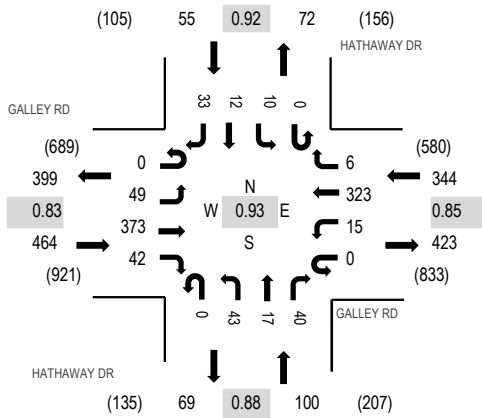 (105) 55 0.92 72 (156)
HATHAWAY DR
33 12 10 0
GALLEY RD
(689)
399
0.83
464
(921)
0
49
373
42
N
W 0.93 E
S
6
323
15
0
(580)
344
0.85
423
(833)
0 43 17 40
GALLEY RD
HATHAWAY DR
(135) 69 0.88 100 (207)